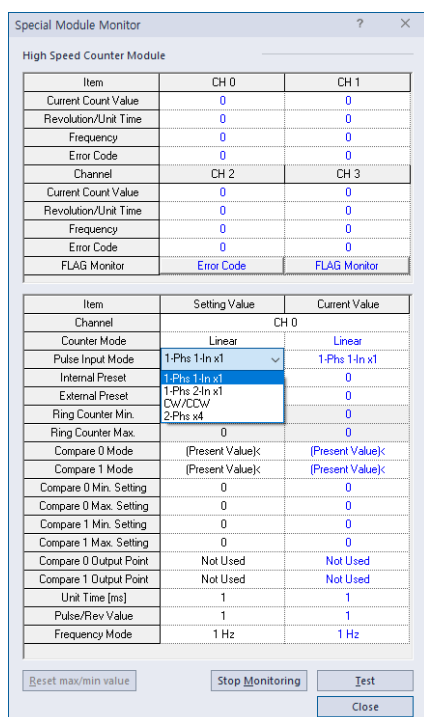 Special Module Monitor ? ×
High Speed Counter Module
Item CH 0 CH 1
Current Count Value 0 0
Revolution/Unit Time 0 0
Frequency 0 0
Error Code 0 0
Channel CH 2 CH 3
Current Count Value 0 0
Revolution/Unit Time 0 0
Frequency 0 0
Error Code 0 0
FLAG Monitor Error Code FLAG Monitor
Item Setting Value Current Value
Channel CH 0
Counter Mode Linear Linear
Pulse Input Mode 1-Phs 1-In x1 1-Phs 1-In x1
Internal Preset 1-Phs 1-In x1 0
1-Phs 2-In x1
External Preset CW/CCW 0
2-Phs x4
Ring Counter Min. 0
Ring Counter Max. 0 0
Compare 0 Mode (Present Value)< (Present Value)<
Compare 1 Mode (Present Value)< (Present Value)<
Compare 0 Min. Setting 0 0
Compare 0 Max. Setting 0 0
Compare 1 Min. Setting 0 0
Compare 1 Max. Setting 0 0
Compare 0 Output Point Not Used Not Used
Compare 1 Output Point Not Used Not Used
Unit Time [ms] 1 1
Pulse/Rev Value 1 1
Frequency Mode 1 Hz 1 Hz
Reset max/min value Stop Monitoring Test
Close